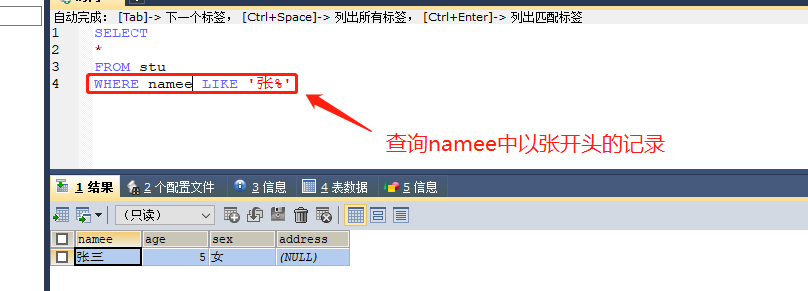 自动完成: [Tab]-> 下一个标签, [Ctrl+Space]-> 列出所有标签, [Ctrl+Enter]-> 列出匹配标签
1 SELECT
2 *
3 FROM stu
4 WHERE namee LIKE '张%'
查询namee中以张开头的记录
1 结果 2 个配置文件 3 信息 4 表数据 5 信息
(只读)
namee age sex address
张三 5 女 (NULL)